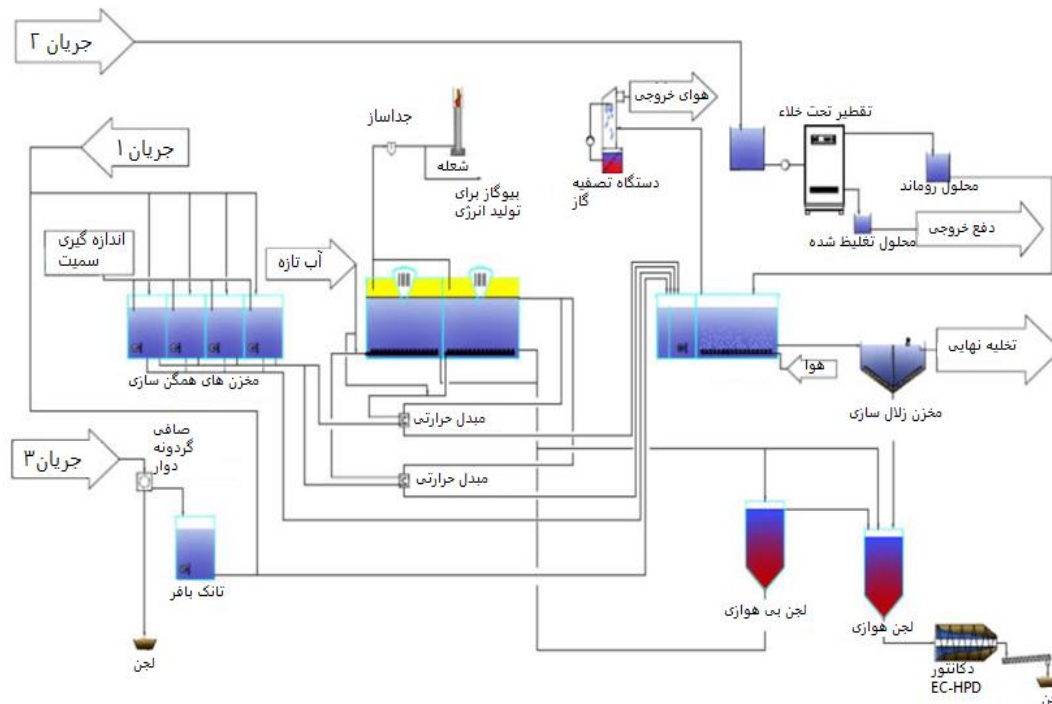 جریان ۲
هوای خروجی
تقطیر تحت خلاء
جداساز
جریان ۱
شعله
بیوگاز برای
تولید انرژی
دستگاه تصفیه
گاز
محلول روماند
دفع خروجی
محلول تغلیظ شده
اندازه گیری
سمیت
آب تازه
تخلیه نهایی
هوا
مخزن های همگن سازی
مخزن زلال سازی
مبدل حرارتی
صافی
گردونه
دوار
جریان۳
مبدل حرارتی
تانک بافر
لجن بی هوازی
لجن هوازی
لجن
دکانتور
EC-HPD